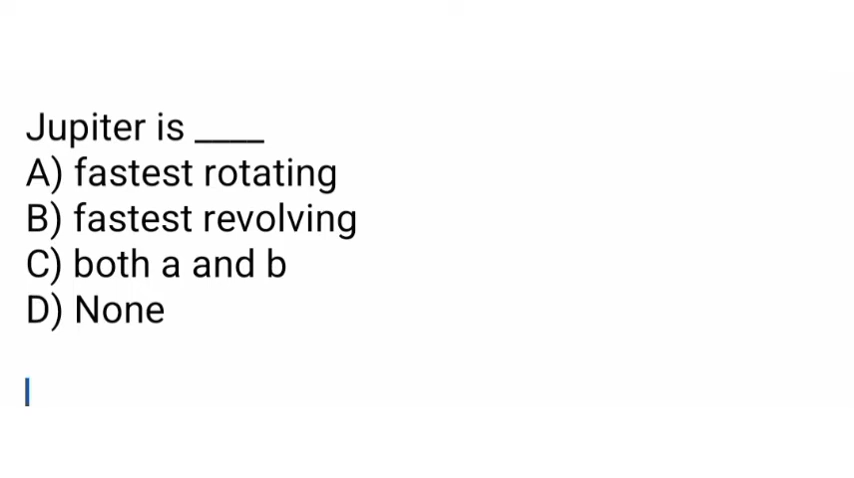 Jupiter is ____
A) fastest rotating
B) fastest revolving
C) both a and b
D) None